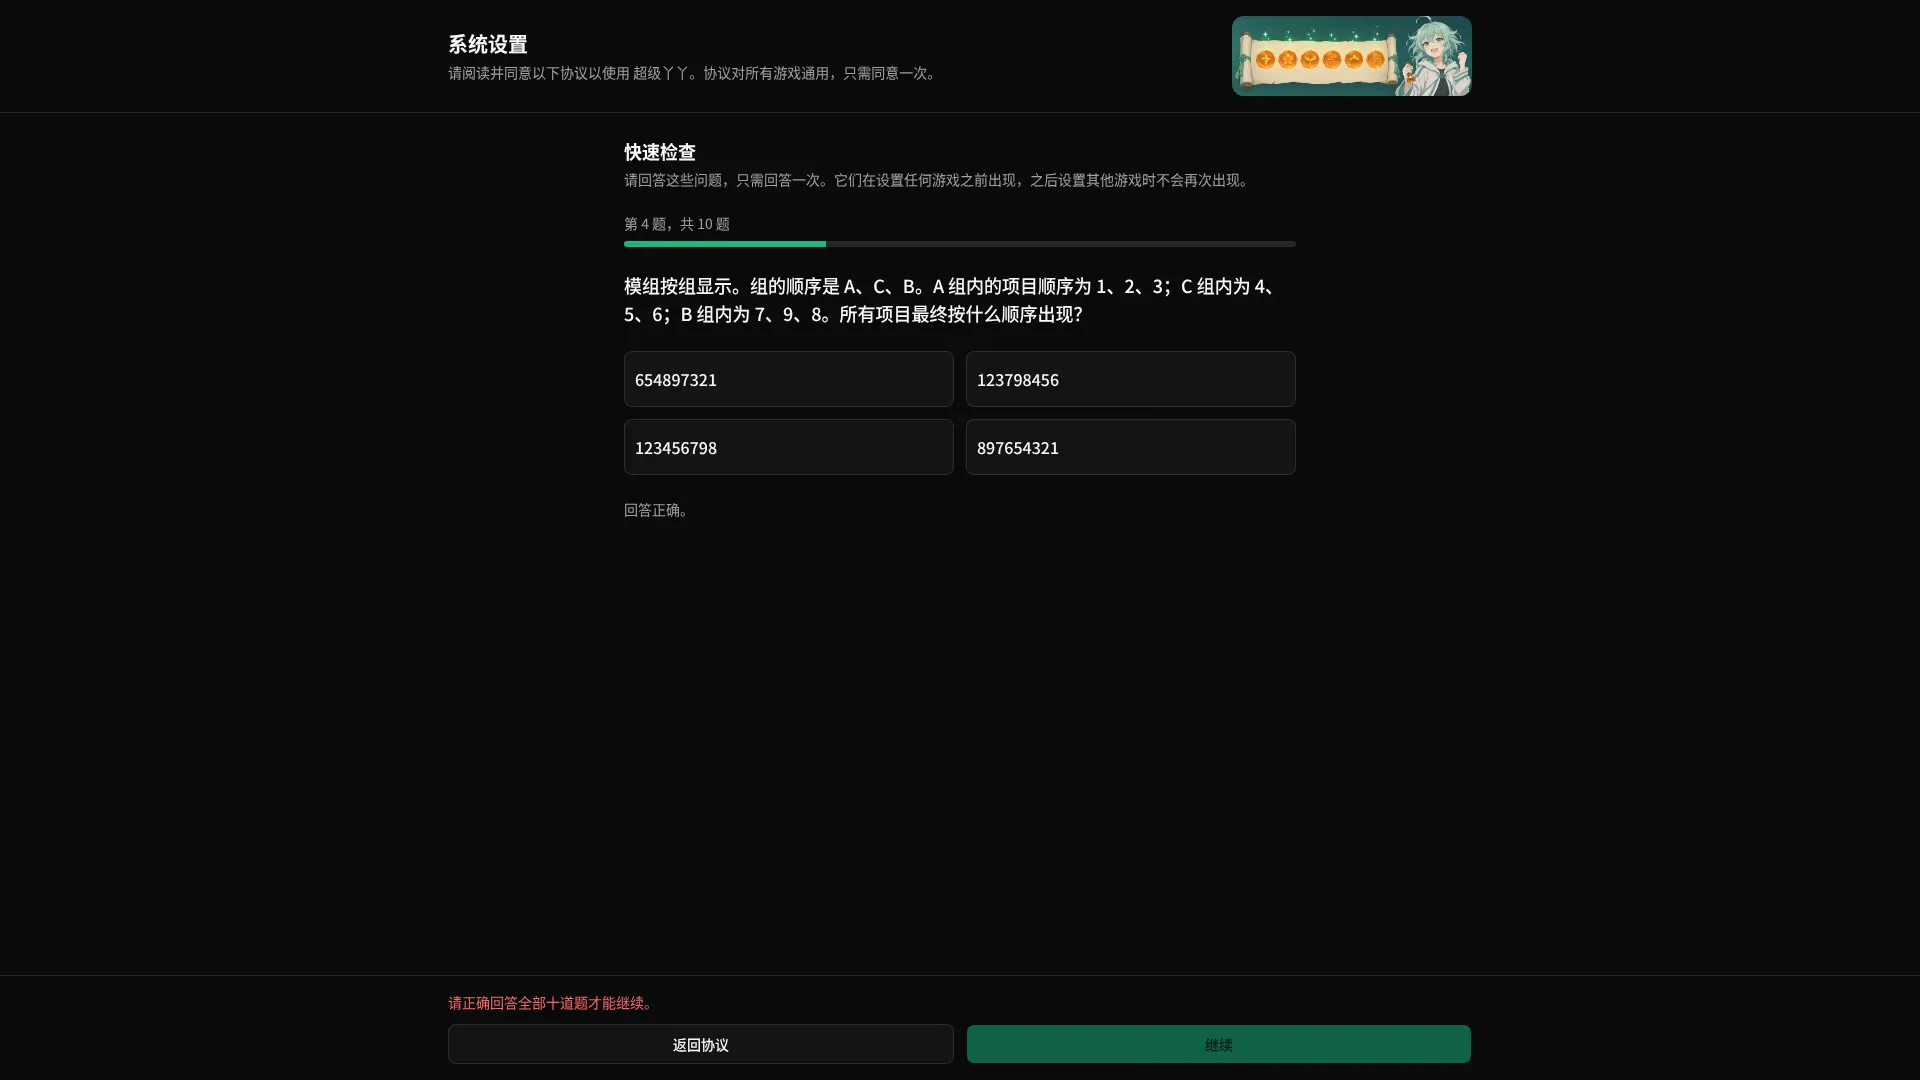 系统设置
请阅读并同意以下协议以使用 超级丫丫。协议对所有游戏通用，只需同意一次。
快速检查
请回答这些问题，只需回答一次。它们在设置任何游戏之前出现，之后设置其他游戏时不会再次出现。
第 4 题，共 10 题
模组按组显示。组的顺序是 A、C、B。A 组内的项目顺序为 1、2、3；C 组内为 4、
5、6；B 组内为 7、9、8。所有项目最终按什么顺序出现？
654897321
123798456
123456798
897654321
回答正确。
请正确回答全部十道题才能继续。
返回协议
继续